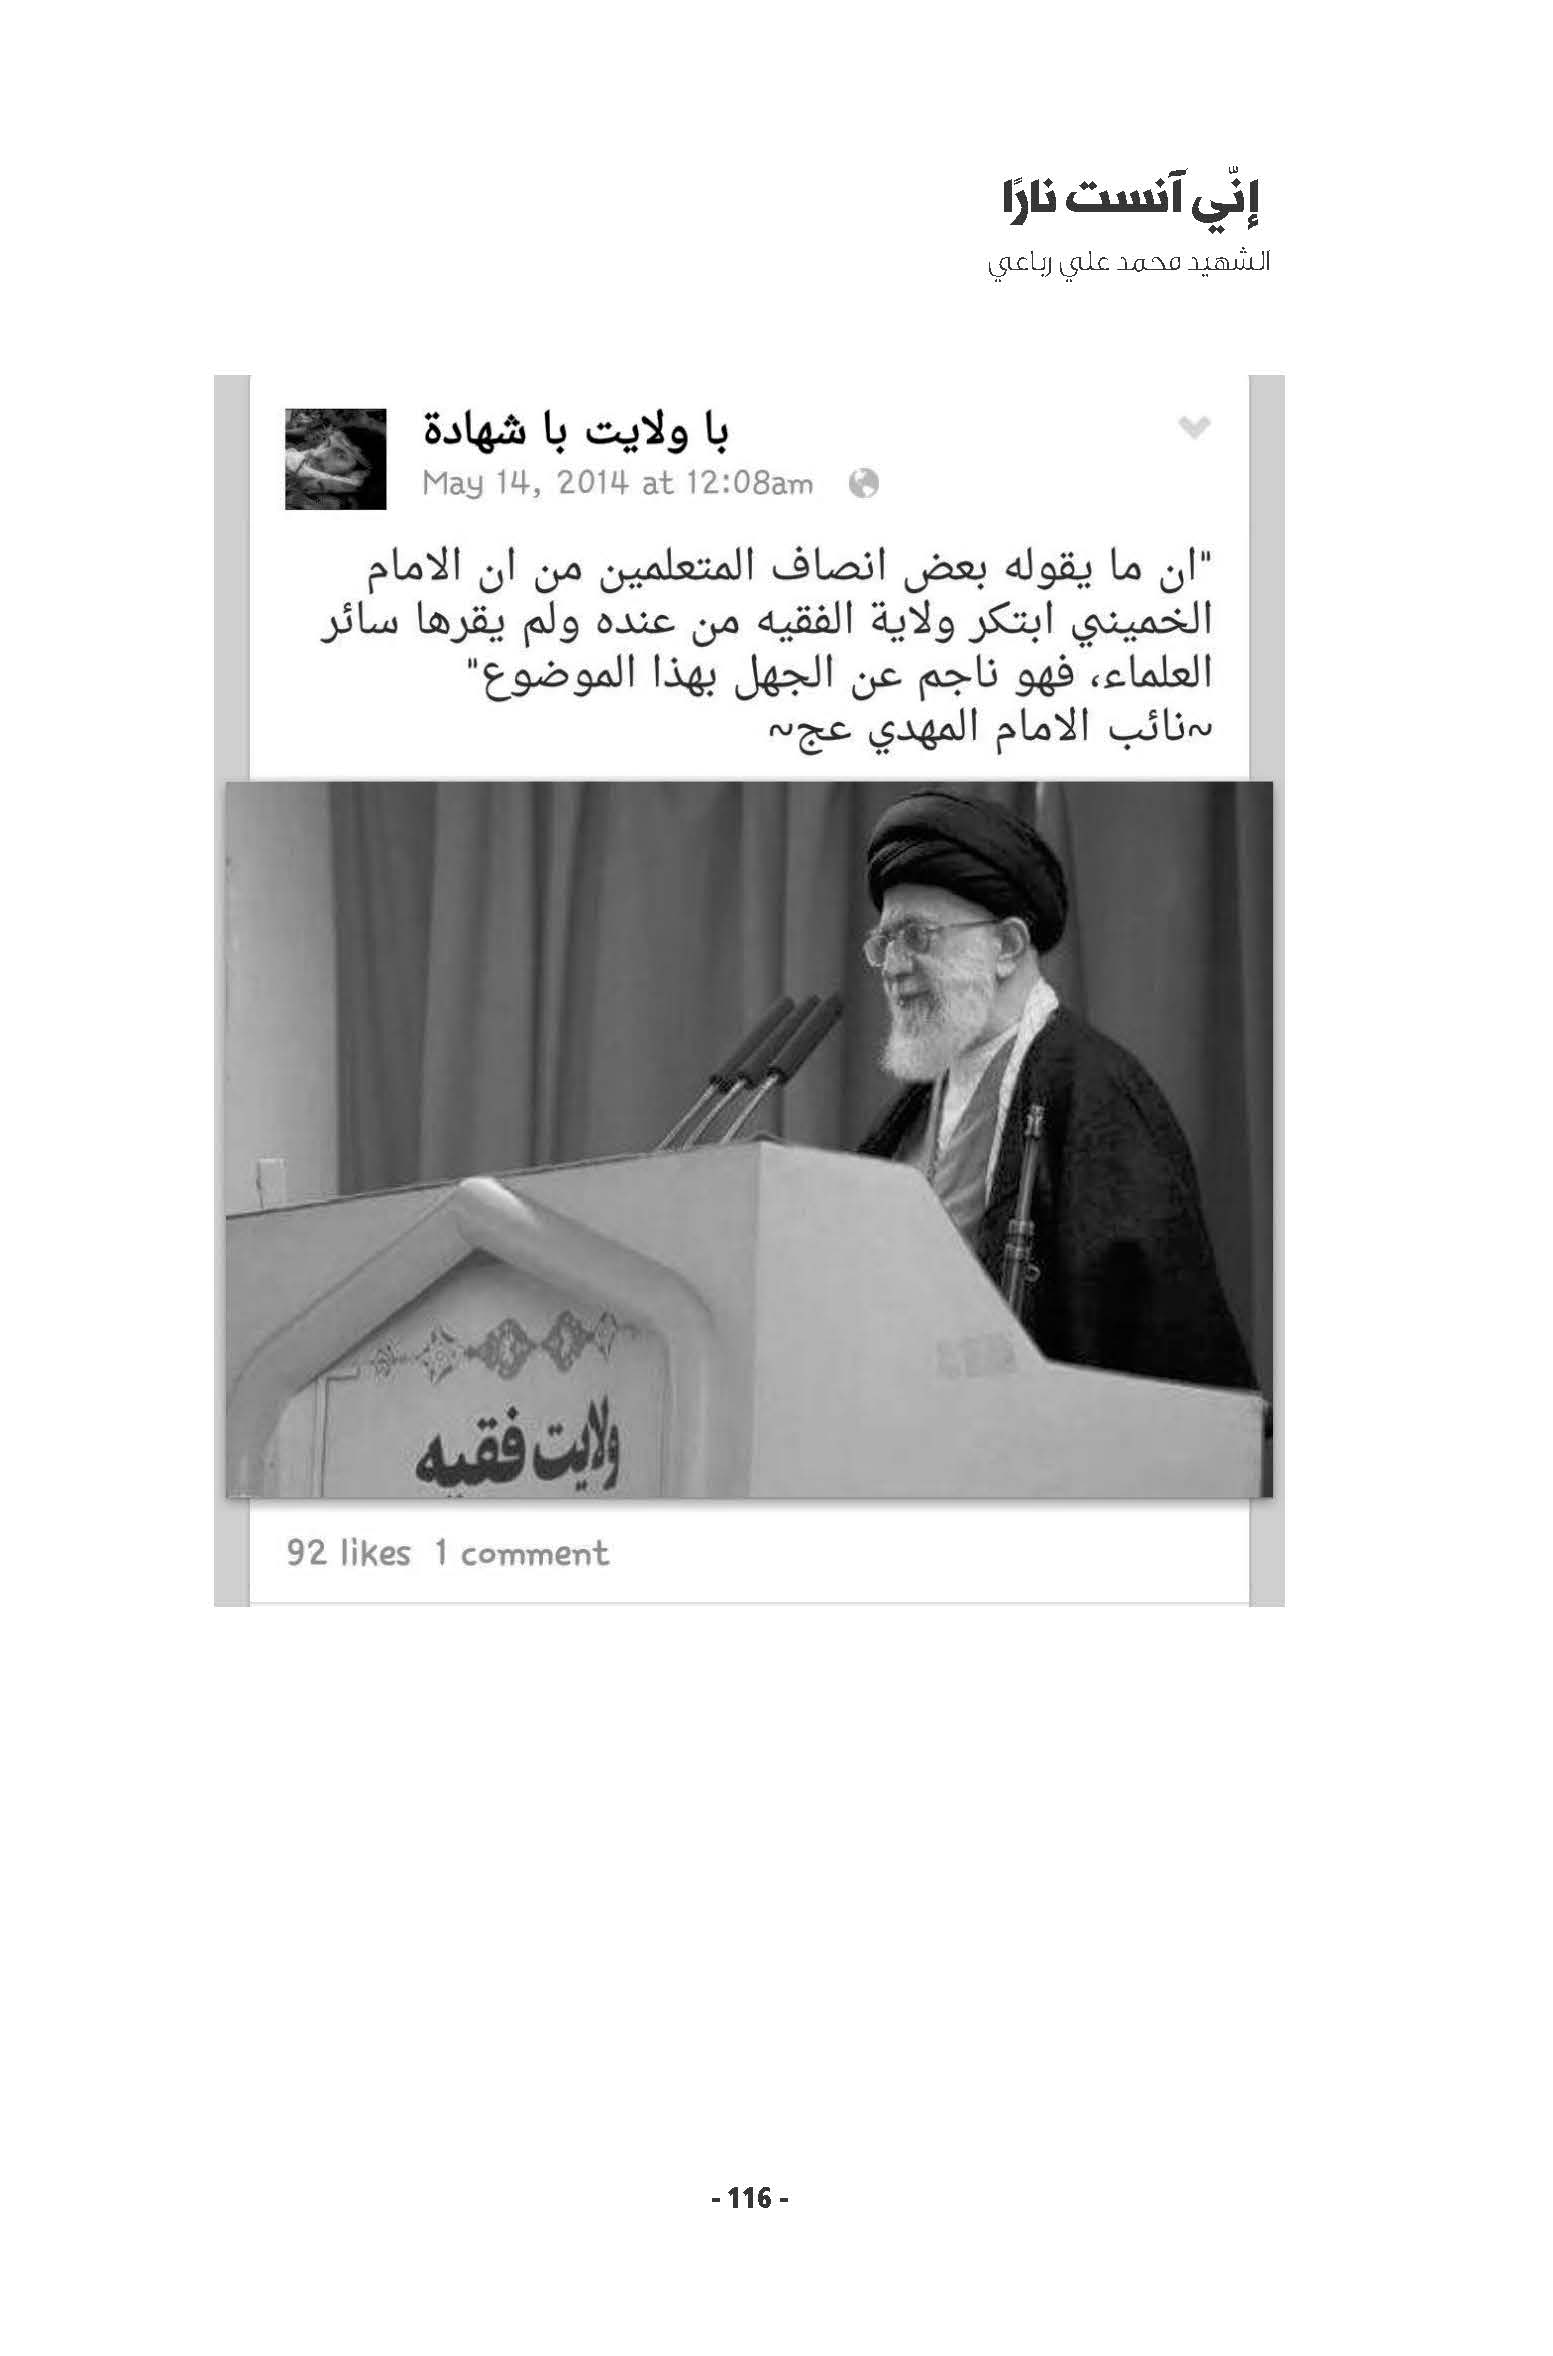 إنّي آنست نارًا
الشهيد محمد علي رباعي
با ولايت با شهادة
May 14, 2014 at 12:08am
"ان ما يقوله بعض انصاف المتعلمين من ان الامام
الخميني ابتكر ولاية الفقيه من عنده ولم يقرها سائر
العلماء، فهو ناجم عن الجهل بهذا الموضوع"
~نائب الامام المهدي عج~
ولایت فقیه
92 likes 1 comment
- 116 -